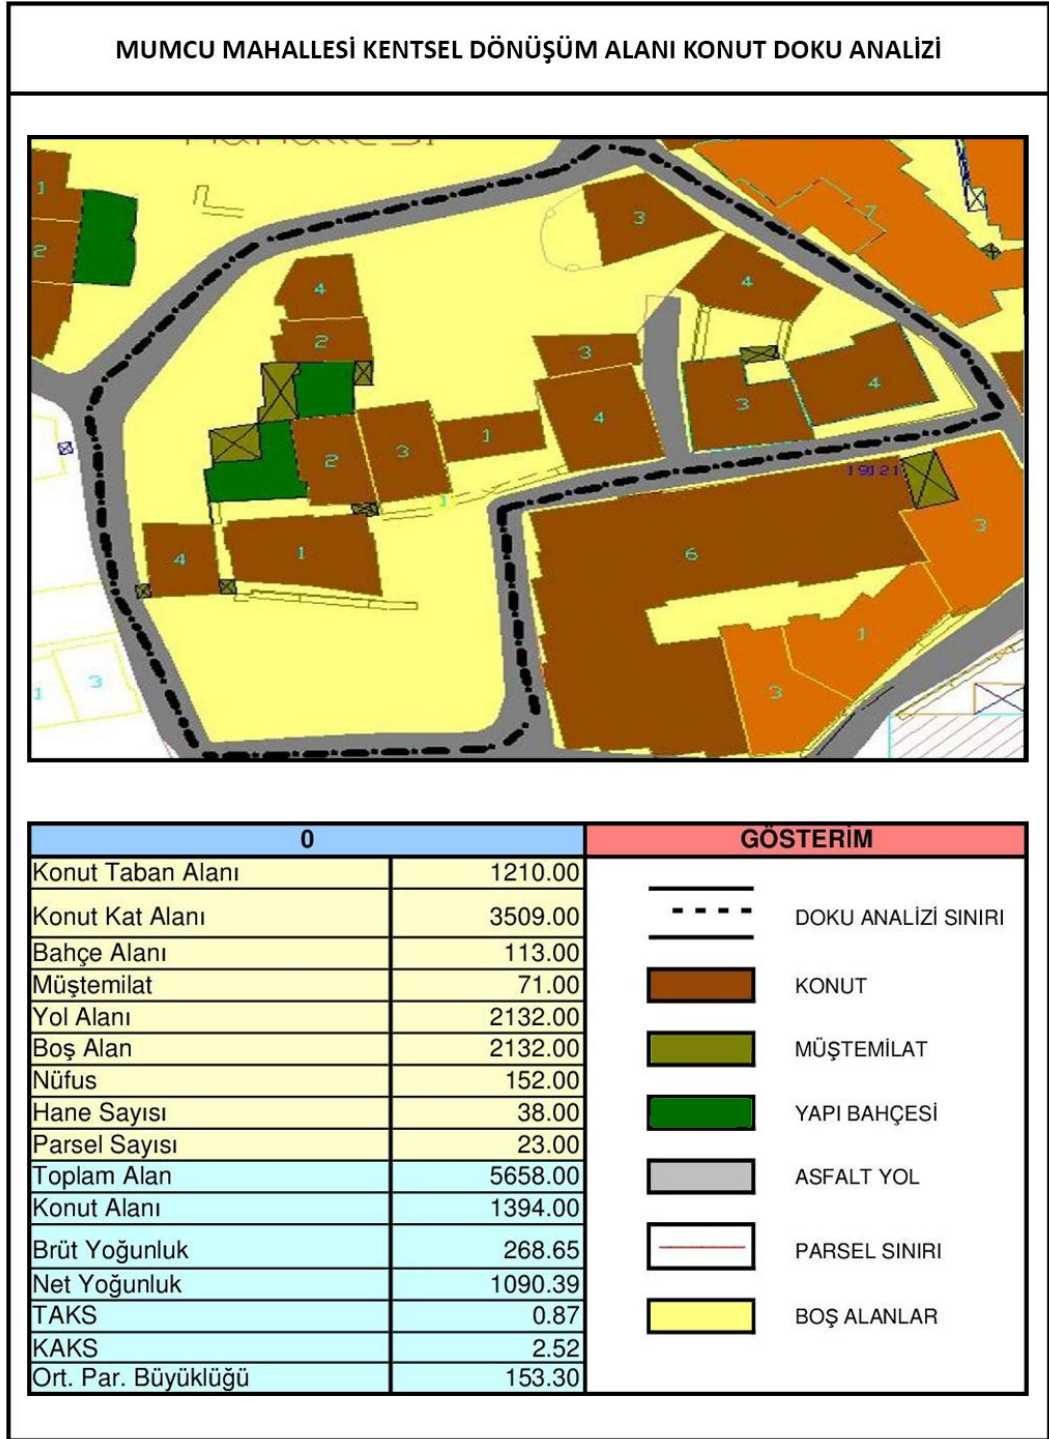 MUMCU MAHALLESİ KENTSEL DÖNÜŞÜM ALANI KONUT DOKU ANALİZİ
1
2
7
3
4
4
2
3
3
4
4
3
2
3
1
1
19121
4
1
6
3
1
3
3
1
0
GÖSTERİM
Konut Taban Alanı 1210.00
Konut Kat Alanı 3509.00
DOKU ANALİZİ SINIRI
Bahçe Alanı 113.00
Müştemilat 71.00
KONUT
Yol Alanı 2132.00
Boş Alan 2132.00
MÜŞTEMİLAT
Nüfus 152.00
Hane Sayısı 38.00
YAPI BAHÇESİ
Parsel Sayısı 23.00
Toplam Alan 5658.00
ASFALT YOL
Konut Alanı 1394.00
Brüt Yoğunluk 268.65
PARSEL SINIRI
Net Yoğunluk 1090.39
TAKS 0.87
BOŞ ALANLAR
KAKS 2.52
Ort. Par. Büyüklüğü 153.30